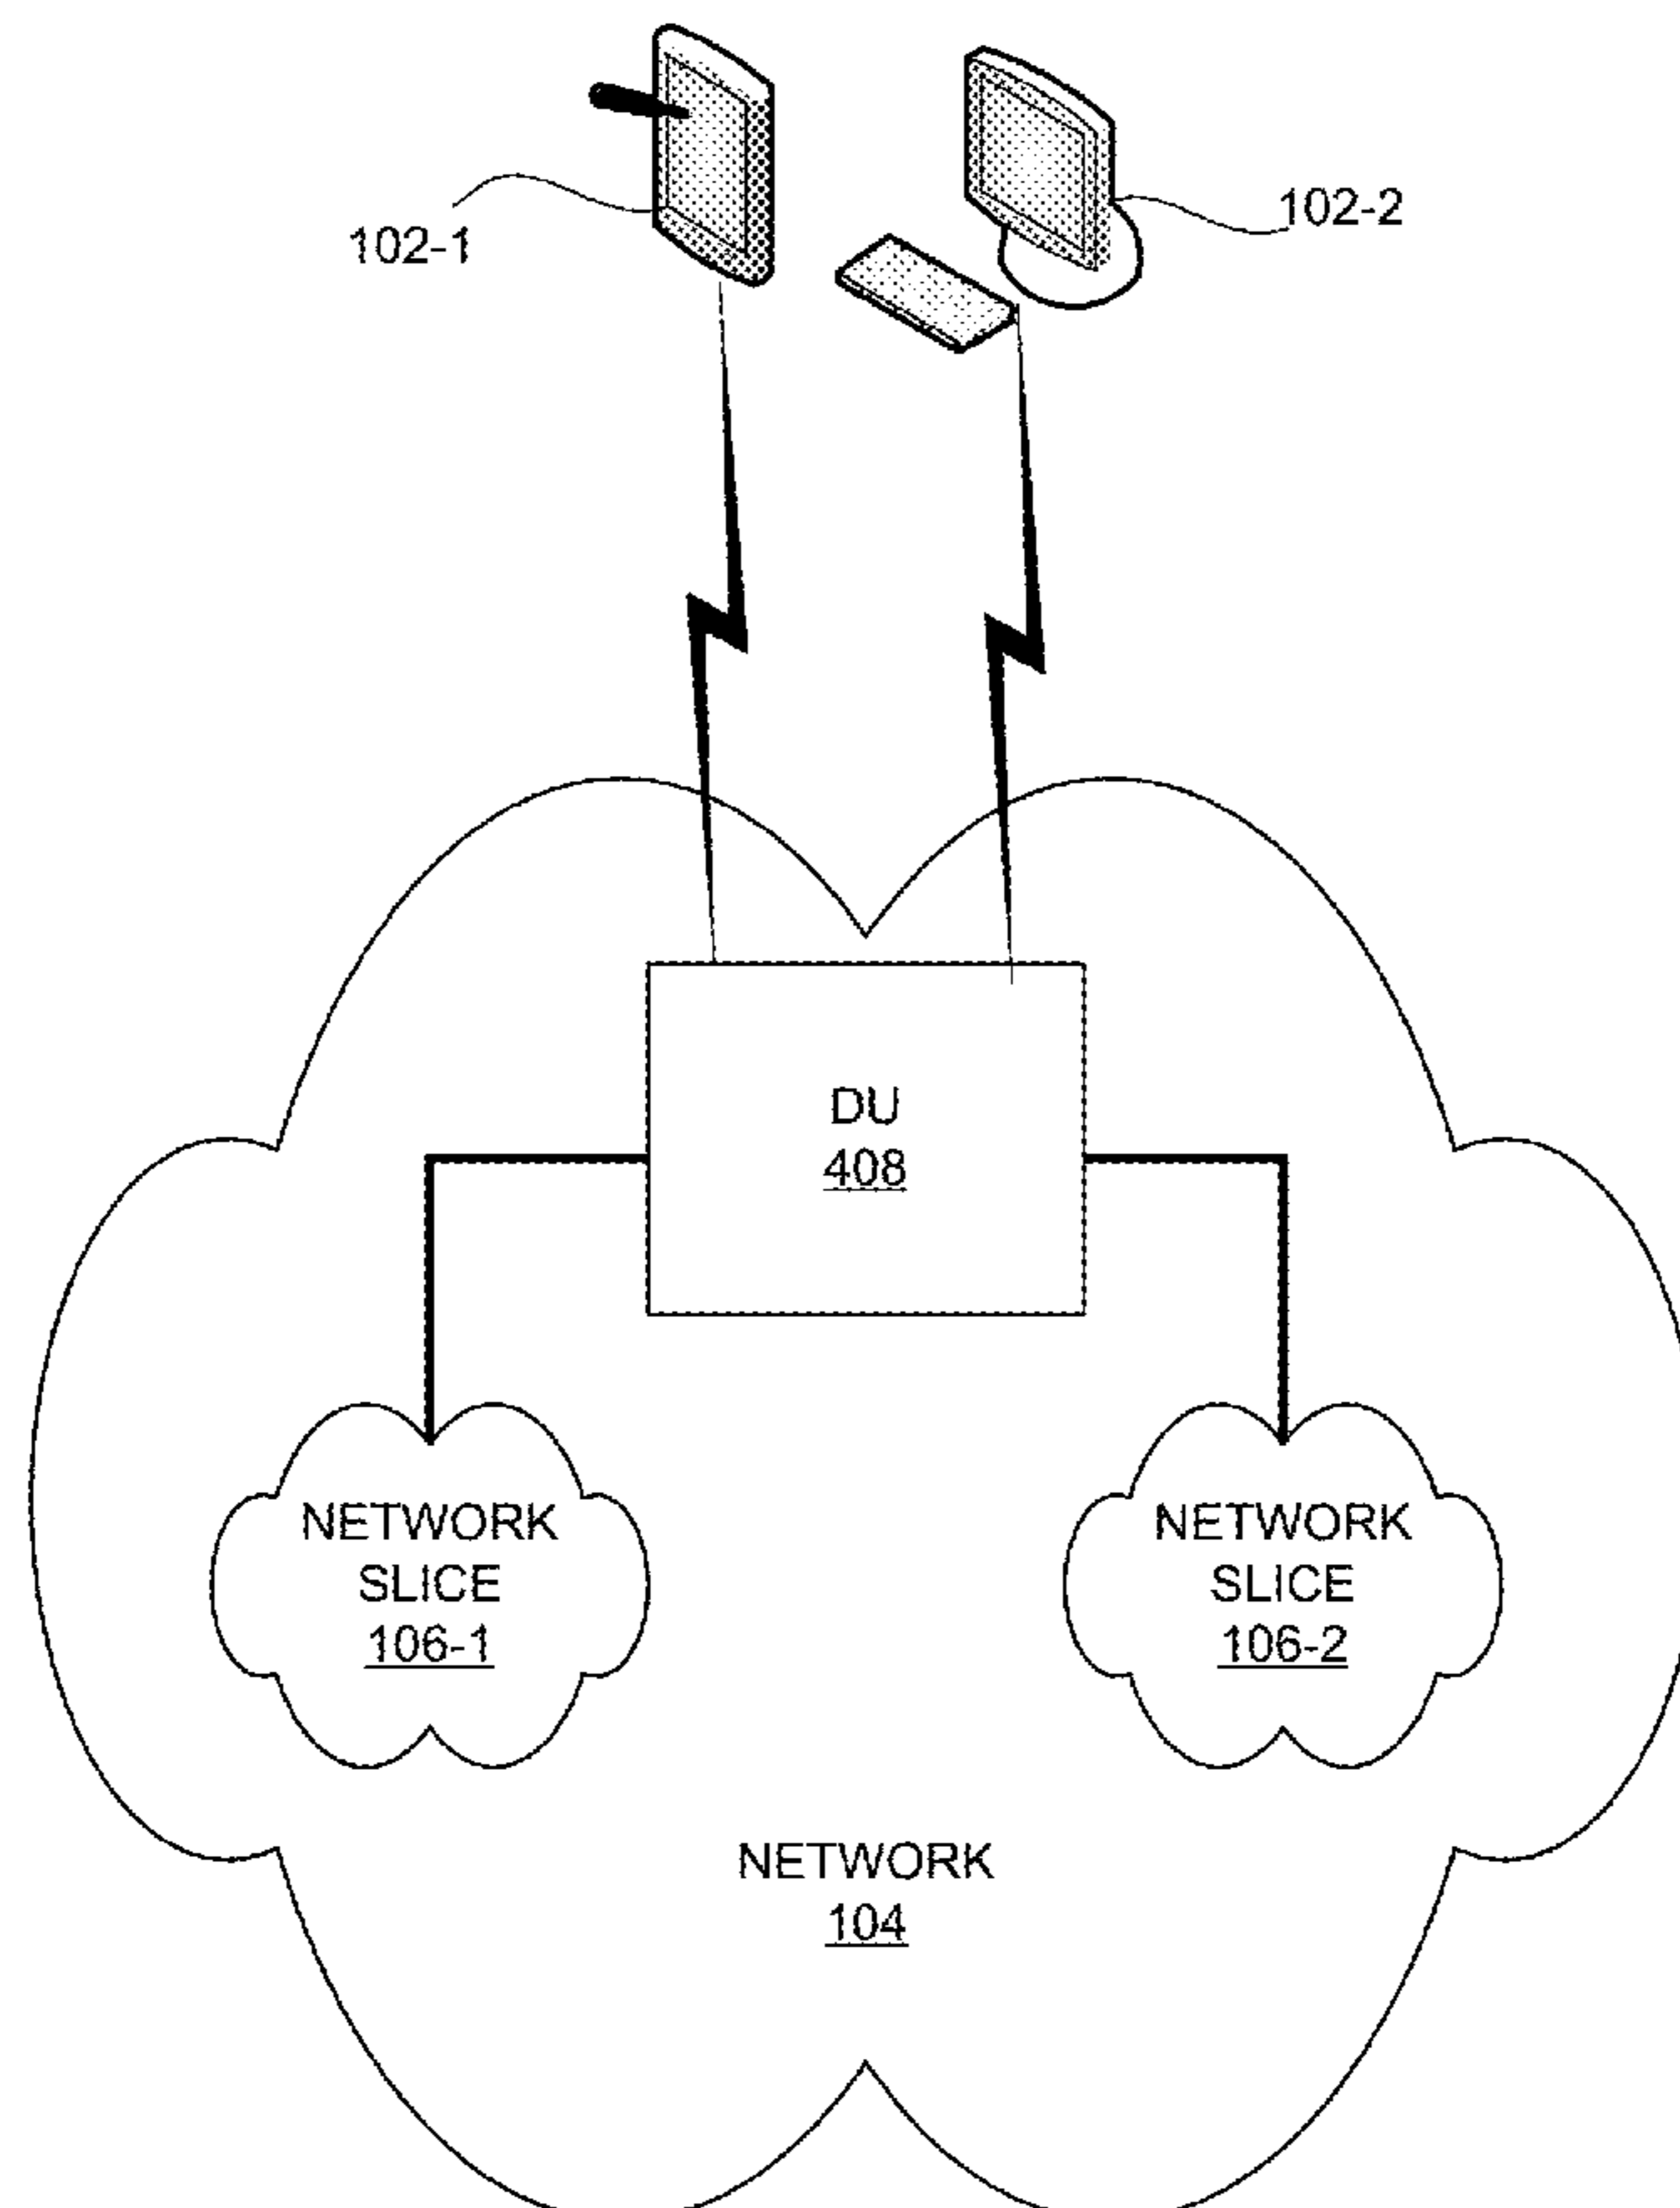 102-1
102-2
DU
408
NETWORK
SLICE
106-1
NETWORK
SLICE
106-2
NETWORK
104